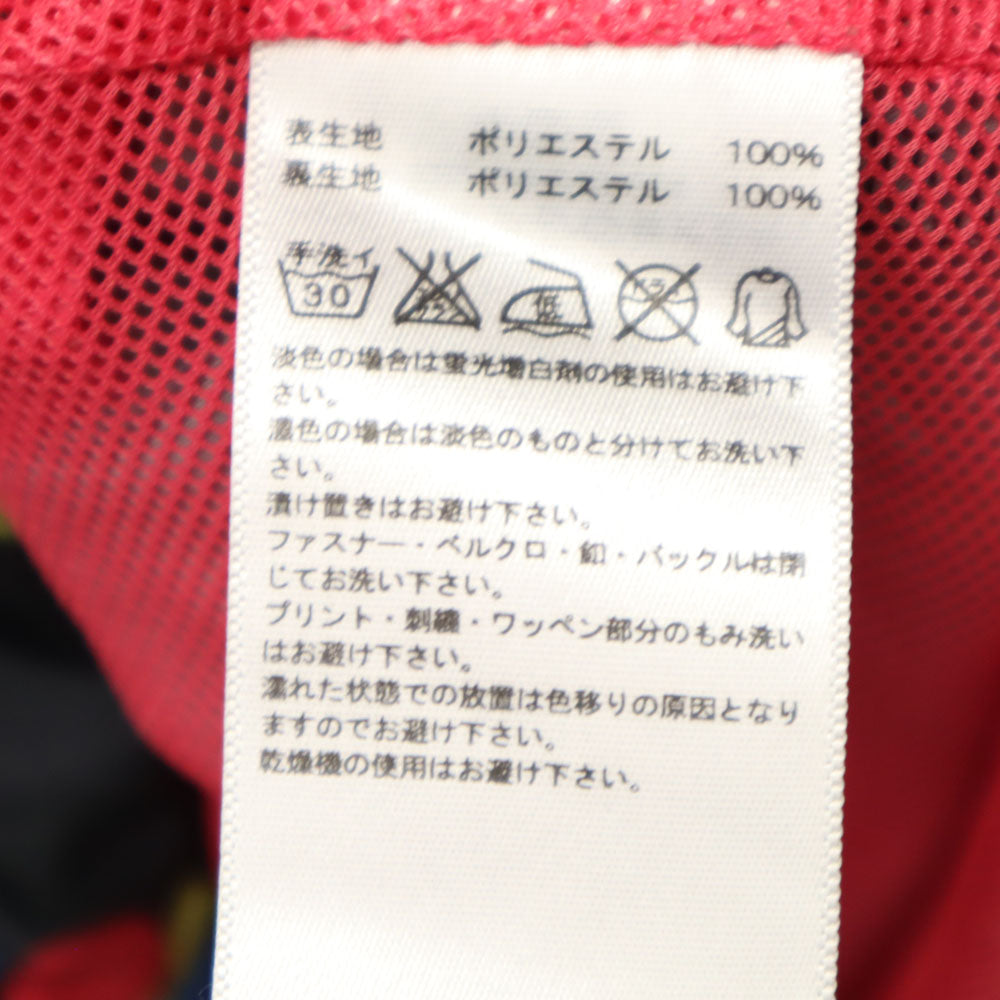 表生地 ポリエステル 100%
裏生地 ポリエステル 100%
手洗イ
30 低 ドライ
淡色の場合は蛍光増白剤の使用はお避け下
さい。
濃色の場合は淡色のものと分けてお洗い下
さい。
漬け置きはお避け下さい。
ファスナー・ベルクロ・釦・バックルは閉
じてお洗い下さい。
プリント・刺繍・ワッペン部分のもみ洗い
はお避け下さい。
濡れた状態での放置は色移りの原因となり
ますのでお避け下さい。
乾燥機の使用はお避け下さい。